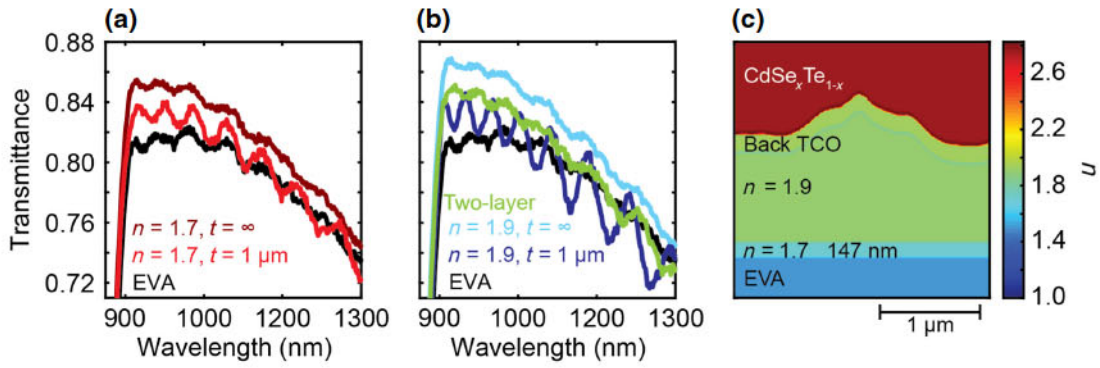 (a)
(b)
(c)
Transmittance
0.88
0.84
0.80
0.76
0.72
n = 1.7, t = ∞
n = 1.7, t = 1 μm
EVA
900
1000
1200
1300
Wavelength (nm)
Two-layer
n = 1.9, t = ∞
n = 1.9, t = 1 μm
EVA
900
1000
1200
1300
Wavelength (nm)
CdSeₓTe₁₋ₓ
Back TCO
n = 1.9
n = 1.7 147 nm
EVA
1 μm
2.6
2.2
1.8
1.4
1.0
n